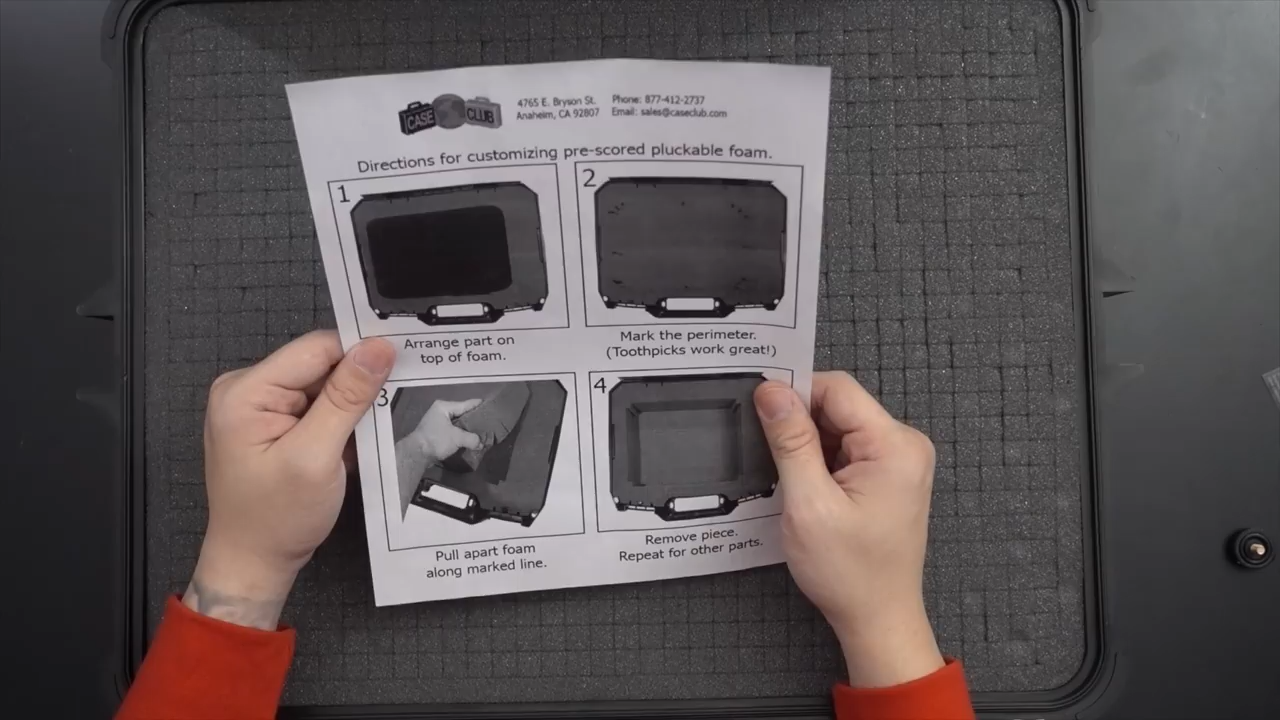 CASE CLUB
4765 E. Bryson St.
Anaheim, CA 92807
Phone: 877-412-2737
Email: sales@caseclub.com
Directions for customizing pre-scored pluckable foam.
1
Arrange part on
top of foam.
2
Mark the perimeter.
(Toothpicks work great!)
3
Pull apart foam
along marked line.
4
Remove piece.
Repeat for other parts.